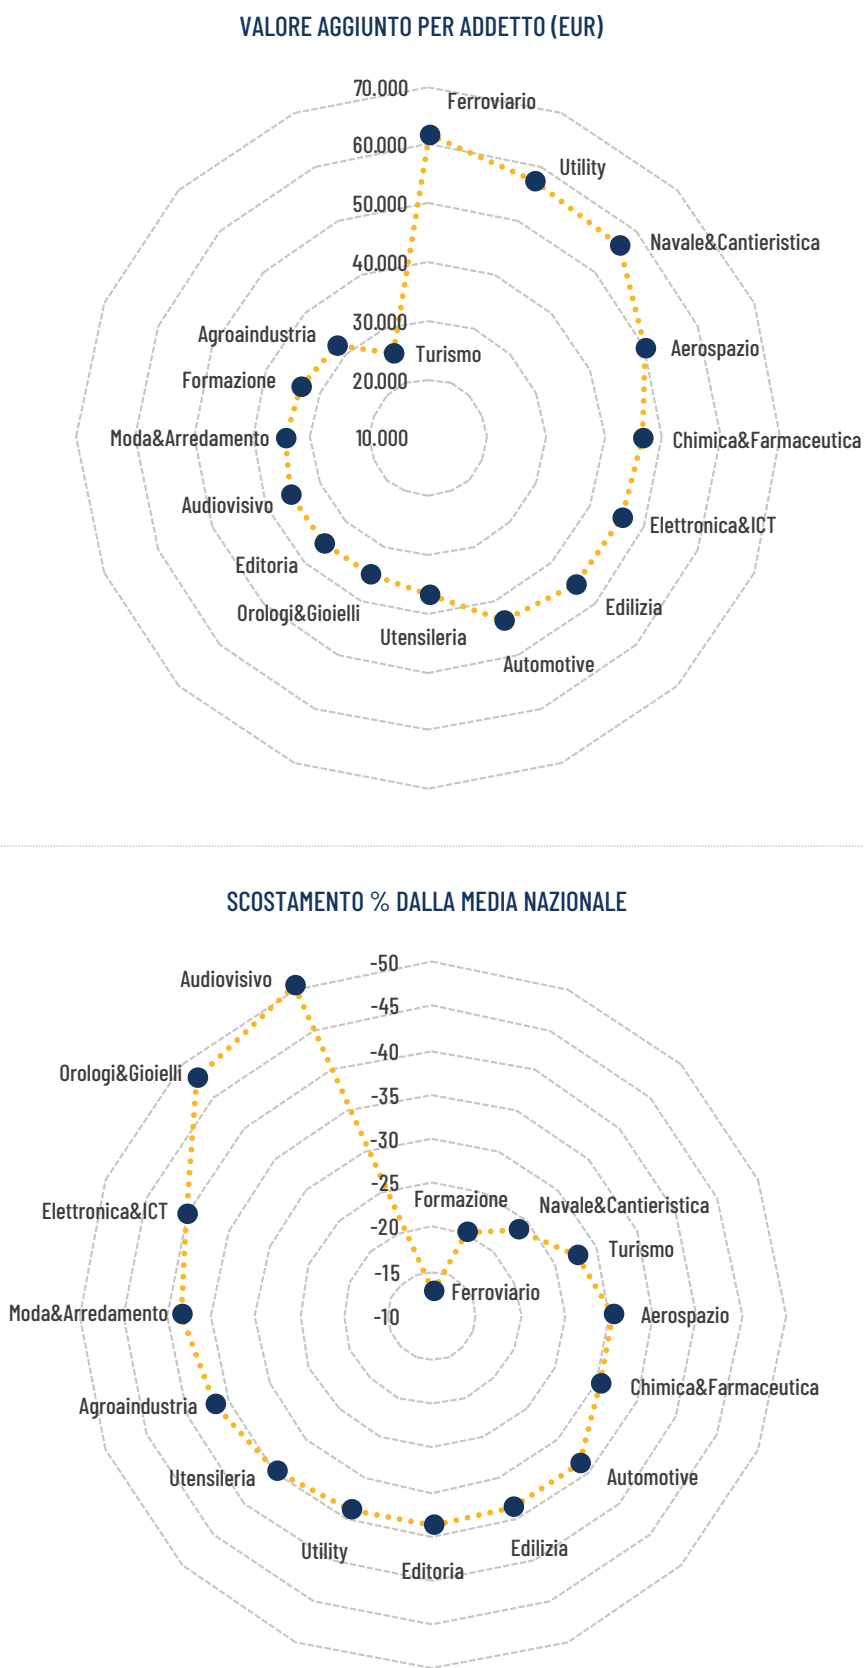 VALORE AGGIUNTO PER ADDETTO (EUR)
70.000
Ferroviario
60.000
Utility
50.000
Navale&Cantieristica
40.000
30.000
Agroaindustria
Aerospazio
Turismo
Formazione
20.000
Moda&Arredamento
10.000
Chimica&Farmaceutica
Audiovisivo
Elettronica&ICT
Editoria
Edilizia
Orologi&Gioielli
Utensileria
Automotive
SCOSTAMENTO % DALLA MEDIA NAZIONALE
-50
Audiovisivo
-45
-40
Orologi&Gioielli
-35
-30
-25
Formazione
Navale&Cantieristica
Elettronica&ICT
-20
Turismo
-15
Ferroviario
Moda&Arredamento
-10
Aerospazio
Chimica&Farmaceutica
Agroaindustria
Utensileria
Automotive
Utility
Edilizia
Editoria